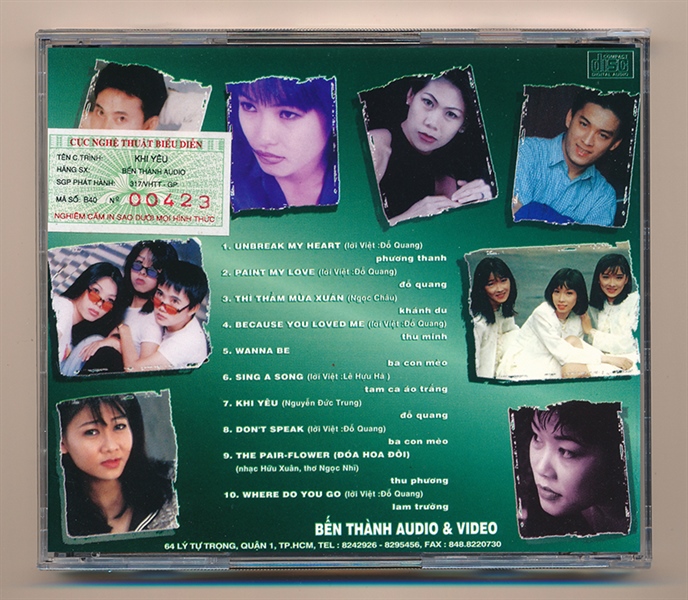 COMPACT
disc
DIGITAL AUDIO
CỤC NGHỆ THUẬT BIỂU DIỄN
TÊN C.TRÌNH: KHI YÊU
HÃNG SX: BẾN THÀNH AUDIO
SGP PHÁT HÀNH: 317/VHTT - GP
MÃ SỐ: B40 Nº 00423
NGHIÊM CẤM IN SAO DƯỚI MỌI HÌNH THỨC
1. UNBREAK MY HEART (lời Việt :Đỗ Quang)
phương thanh
2. PAINT MY LOVE (lời Việt :Đỗ Quang)
đỗ quang
3. THÌ THẦM MÙA XUÂN (Ngọc Châu)
khánh du
4. BECAUSE YOU LOVED ME (lời Việt :Đỗ Quang)
thu minh
5. WANNA BE
ba con mèo
6. SING A SONG (lời Việt :Lê Hựu Hà )
tam ca áo trắng
7. KHI YÊU (Nguyễn Đức Trung)
đỗ quang
8. DON'T SPEAK (lời Việt :Đỗ Quang)
ba con mèo
9. THE PAIR-FLOWER (ĐÓA HOA ĐÔI)
(nhạc Hữu Xuân, thơ Ngọc Nhĩ)
thu phương
10. WHERE DO YOU GO (lời Việt :Đỗ Quang)
lam trường
BẾN THÀNH AUDIO & VIDEO
64 LÝ TỰ TRỌNG, QUẬN 1, TP.HCM, TEL : 8242926 - 8295456, FAX : 848.8220730